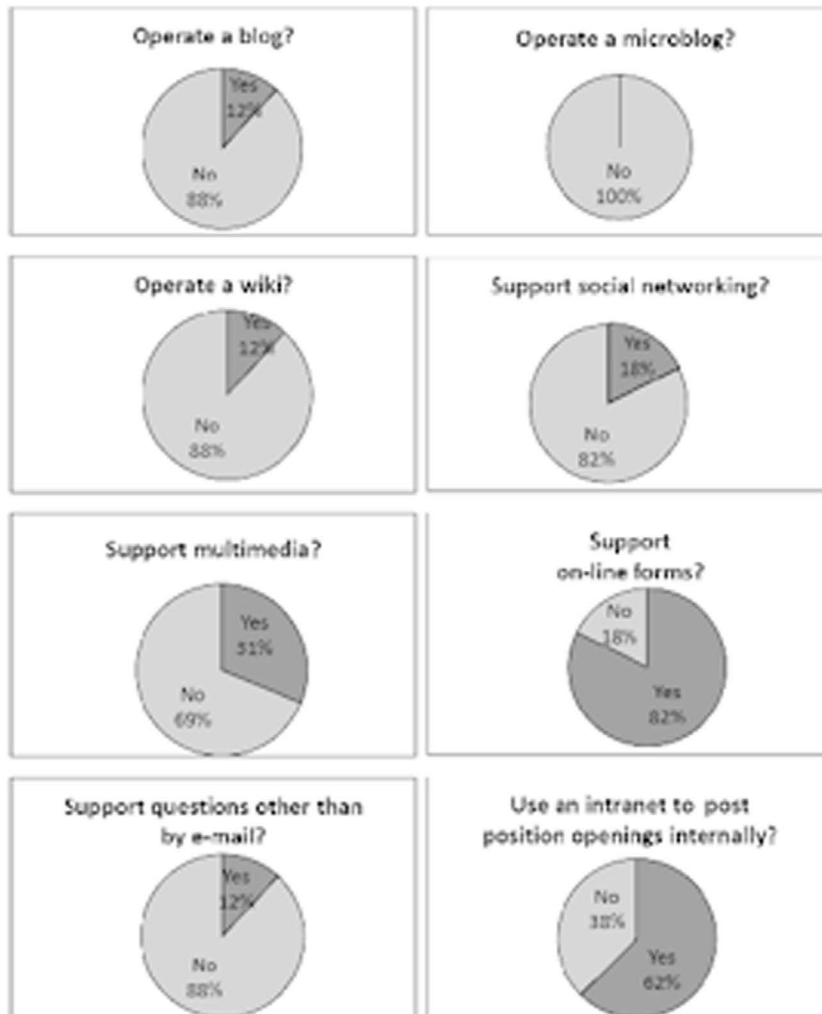 Operate a blog?
Yes
12%
No
88%
Operate a microblog?
No
100%
Operate a wiki?
Yes
12%
No
88%
Support social networking?
Yes
18%
No
82%
Support multimedia?
Yes
31%
No
69%
Support
on-line forms?
No
18%
Yes
82%
Support questions other than
by e-mail?
Yes
12%
No
88%
Use an intranet to post
position openings internally?
No
38%
Yes
62%